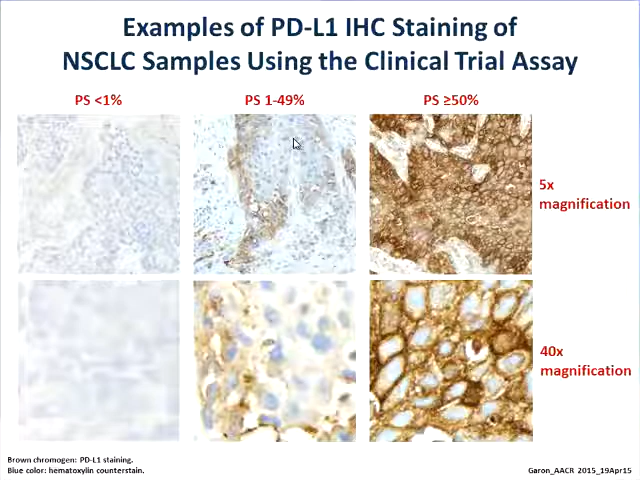 Examples of PD-L1 IHC Staining of
NSCLC Samples Using the Clinical Trial Assay
PS <1%
PS 1-49%
PS ≥50%
5x
magnification
40x
magnification
Brown chromogen: PD-L1 staining.
Blue color: hematoxylin counterstain.
Garon_AACR 2015_19Apr15